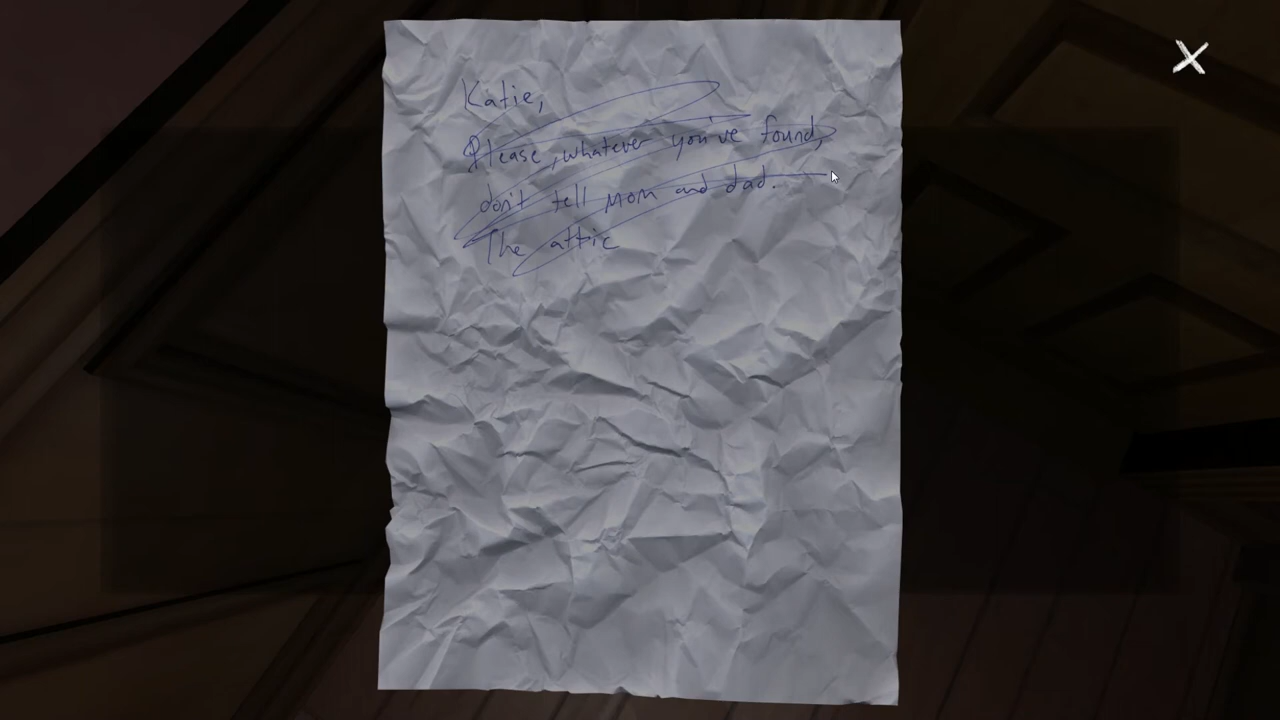 Katie,
Please, whatever you've found,
don't tell Mom and dad.
The attic